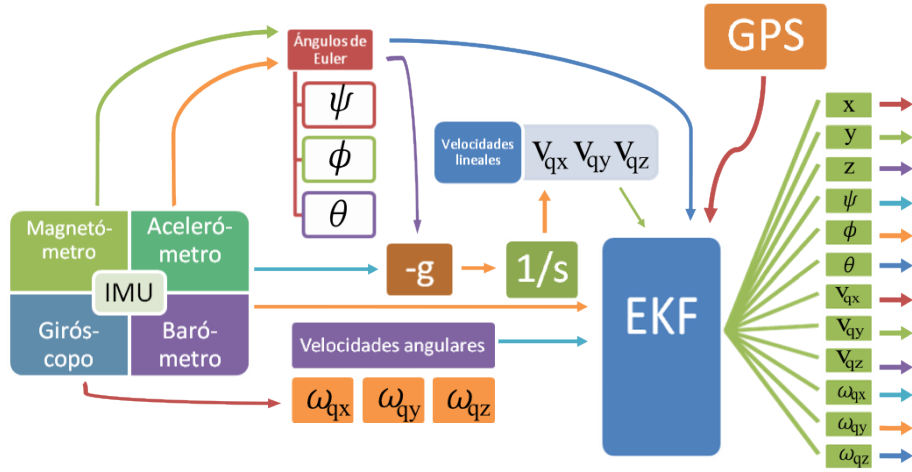 Ángulos de
Euler
GPS
ψ
ϕ
θ
Velocidades
lineales
Vqx Vqy Vqz
Magnetó-
metro
Aceleró-
metro
IMU
Girós-
copo
Baró-
metro
-g
1/s
EKF
Velocidades angulares
ωqx ωqy ωqz
x
y
z
ψ
ϕ
θ
Vqx
Vqy
Vqz
ωqx
ωqy
ωqz